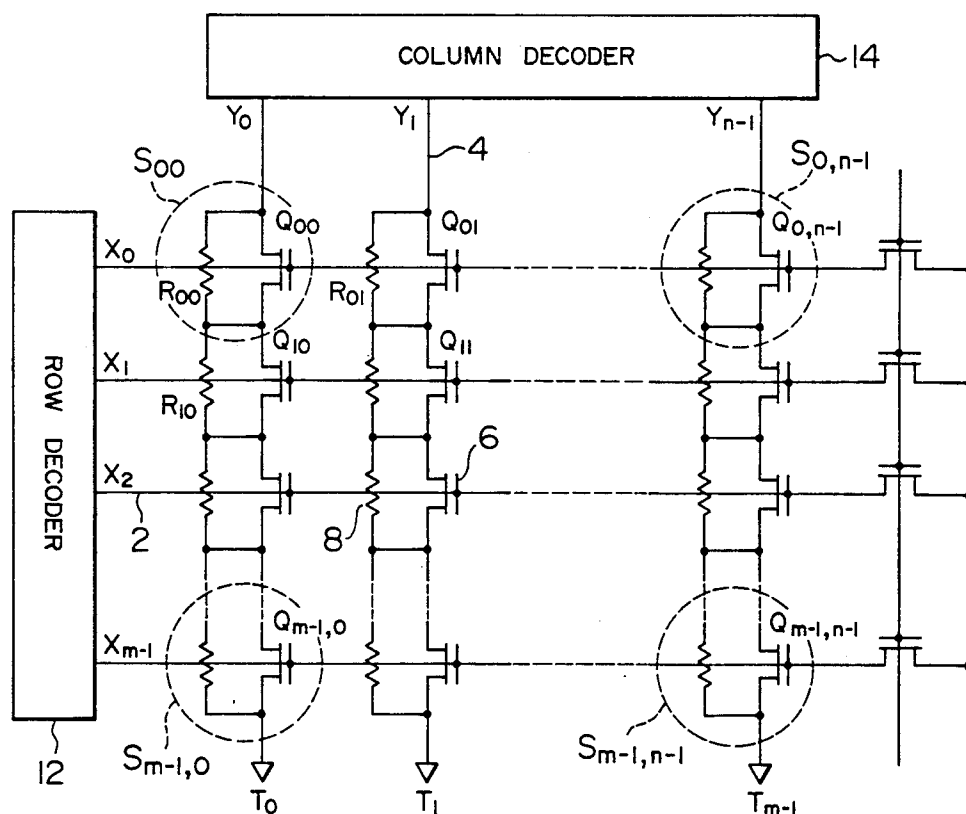 COLUMN DECODER
14
Y0
Y1
Yn-1
4
S00
S0,n-1
Q00
Q01
Q0,n-1
X0
R00
R01
Q10
Q11
X1
R10
ROW DECODER
6
X2
2
8
Qm-1,0
Qm-1,n-1
Xm-1
12
Sm-1,0
Sm-1,n-1
T0
T1
Tm-1